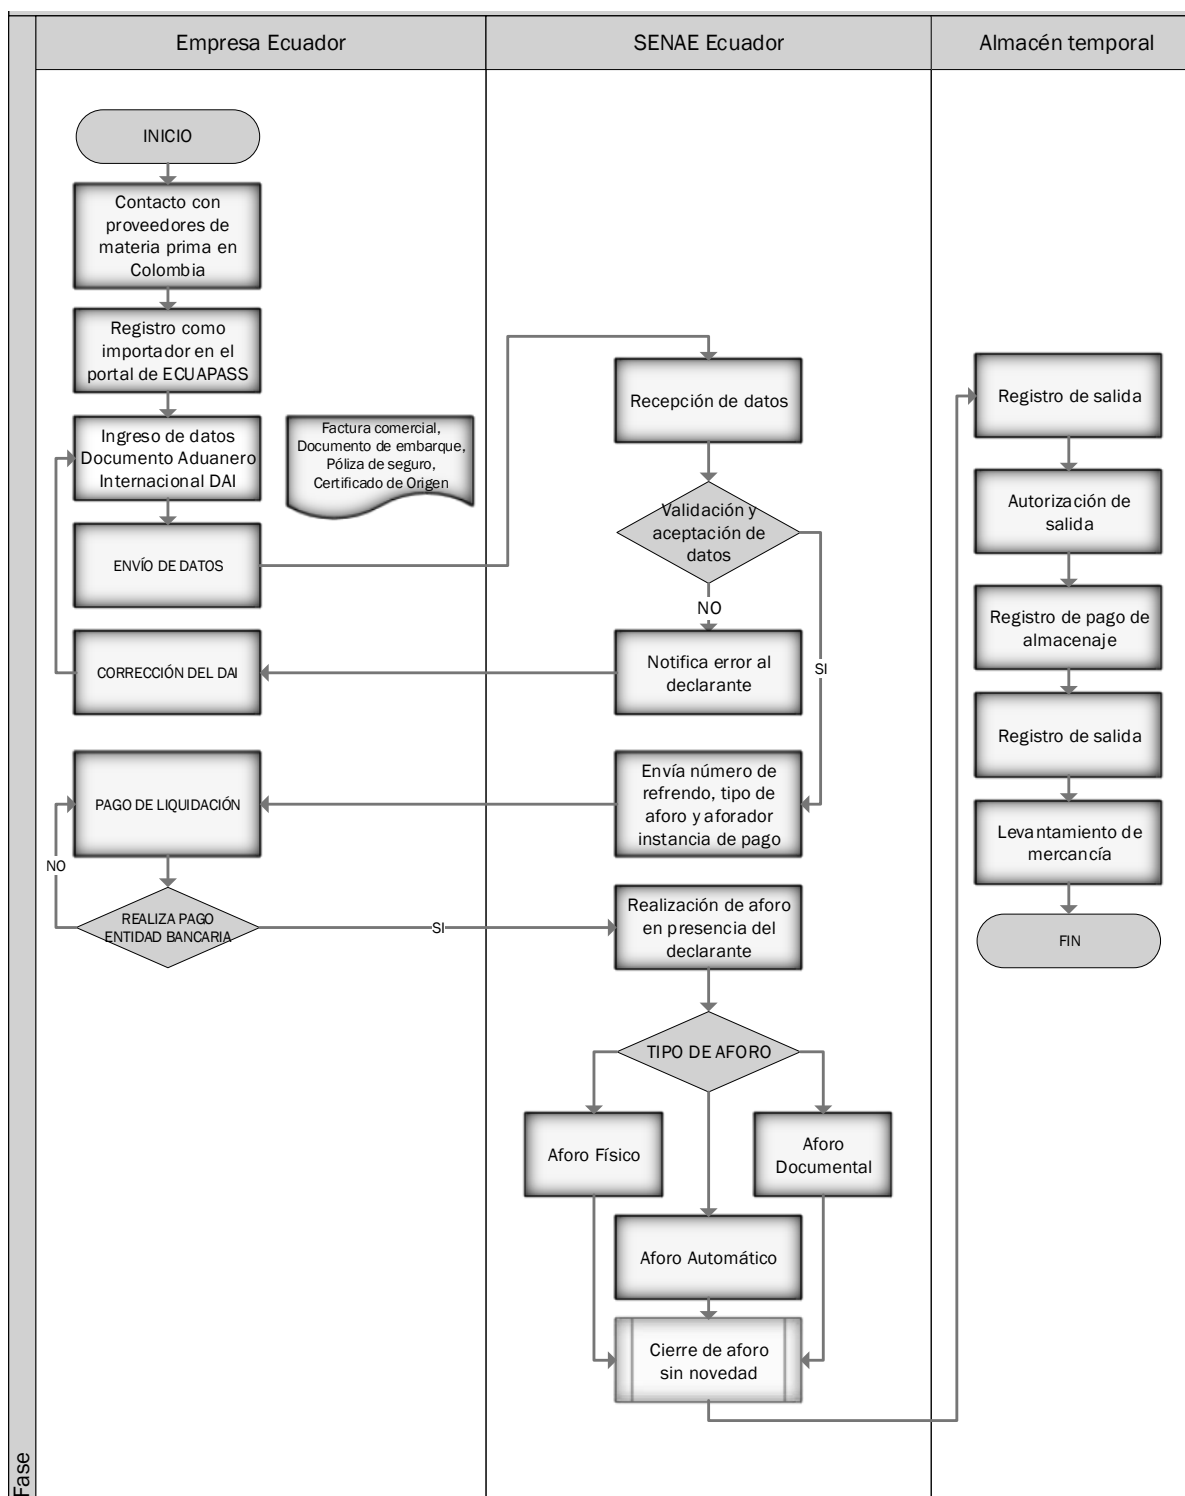 Empresa Ecuador
SENAE Ecuador
Almacén temporal
INICIO
Contacto con
proveedores de
materia prima en
Colombia
Registro como
importador en el
portal de ECUAPASS
Ingreso de datos
Documento Aduanero
Internacional DAI
Factura comercial,
Documento de embarque,
Póliza de seguro,
Certificado de Origen
ENVÍO DE DATOS
CORRECCIÓN DEL DAI
PAGO DE LIQUIDACIÓN
NO
REALIZA PAGO
ENTIDAD BANCARIA
SI
Recepción de datos
Validación y
aceptación de
datos
NO
SI
Notifica error al
declarante
Envía número de
refrendo, tipo de
aforo y aforador
instancia de pago
Realización de aforo
en presencia del
declarante
TIPO DE AFORO
Aforo Físico
Aforo
Documental
Aforo Automático
Cierre de aforo
sin novedad
Registro de salida
Autorización de
salida
Registro de pago de
almacenaje
Registro de salida
Levantamiento de
mercancía
FIN
Fase